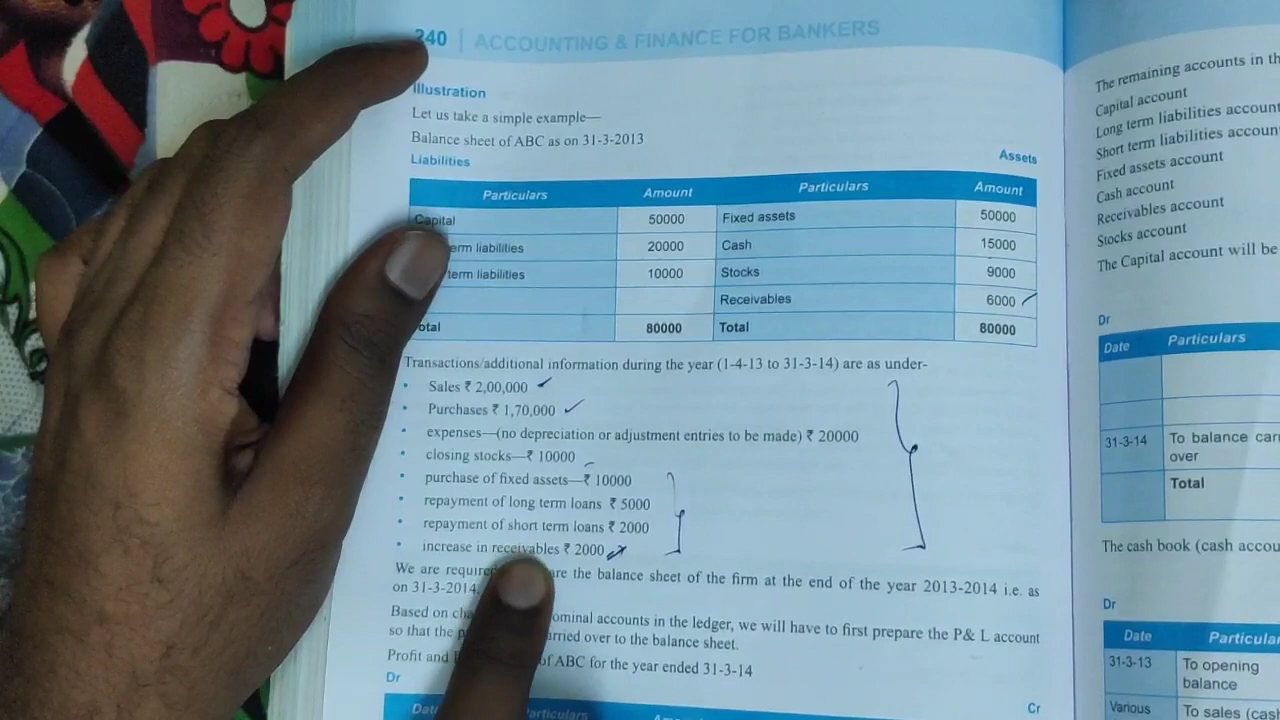 240 | ACCOUNTING & FINANCE FOR BANKERS
Illustration
Let us take a simple example—
Balance sheet of ABC as on 31-3-2013
Liabilities Assets
Particulars Amount Particulars Amount
Capital 50000 Fixed assets 50000
erm liabilities 20000 Cash 15000
term liabilities 10000 Stocks 9000
Receivables 6000
otal 80000 Total 80000
Transactions/additional information during the year (1-4-13 to 31-3-14) are as under-
• Sales ₹ 2,00,000
• Purchases ₹ 1,70,000
• expenses—(no depreciation or adjustment entries to be made) ₹ 20000
• closing stocks—₹ 10000
• purchase of fixed assets—₹ 10000
• repayment of long term loans ₹ 5000
• repayment of short term loans ₹ 2000
• increase in receivables ₹ 2000
We are require are the balance sheet of the firm at the end of the year 2013-2014 i.e. as
on 31-3-2014.
Based on cha ominal accounts in the ledger, we will have to first prepare the P& L account
so that the p arried over to the balance sheet.
Profit and of ABC for the year ended 31-3-14
Dr Cr
Date Particulars
The remaining accounts in th
Capital account
Long term liabilities account
Short term liabilities accoun
Fixed assets account
Cash account
Receivables account
Stocks account
The Capital account will be
Dr
Date Particulars
31-3-14 To balance car
over
Total
The cash book (cash accou
Dr
Date Particular
31-3-13 To opening
balance
Various To sales (cas